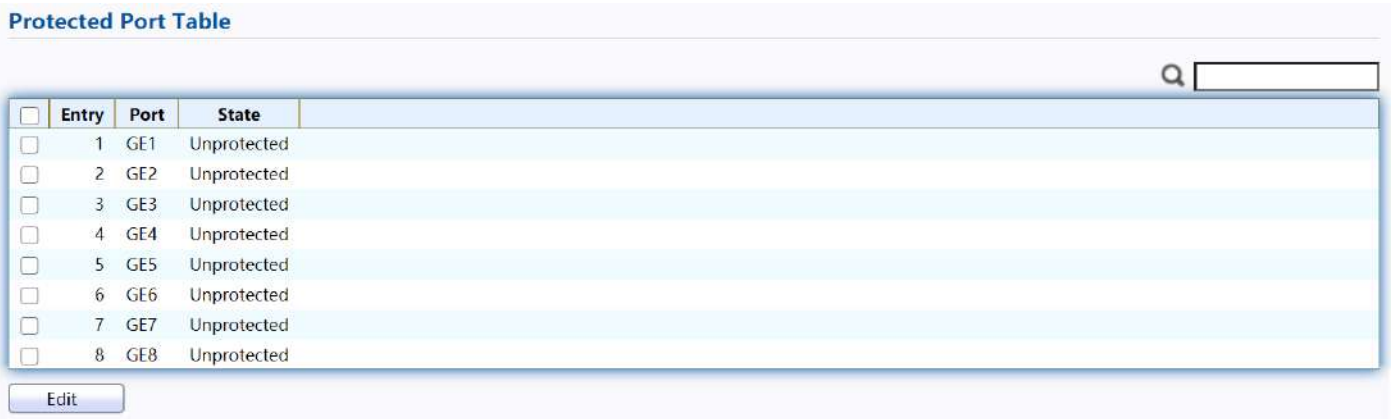 Protected Port Table
Entry Port State
1 GE1 Unprotected
2 GE2 Unprotected
3 GE3 Unprotected
4 GE4 Unprotected
5 GE5 Unprotected
6 GE6 Unprotected
7 GE7 Unprotected
8 GE8 Unprotected
Edit